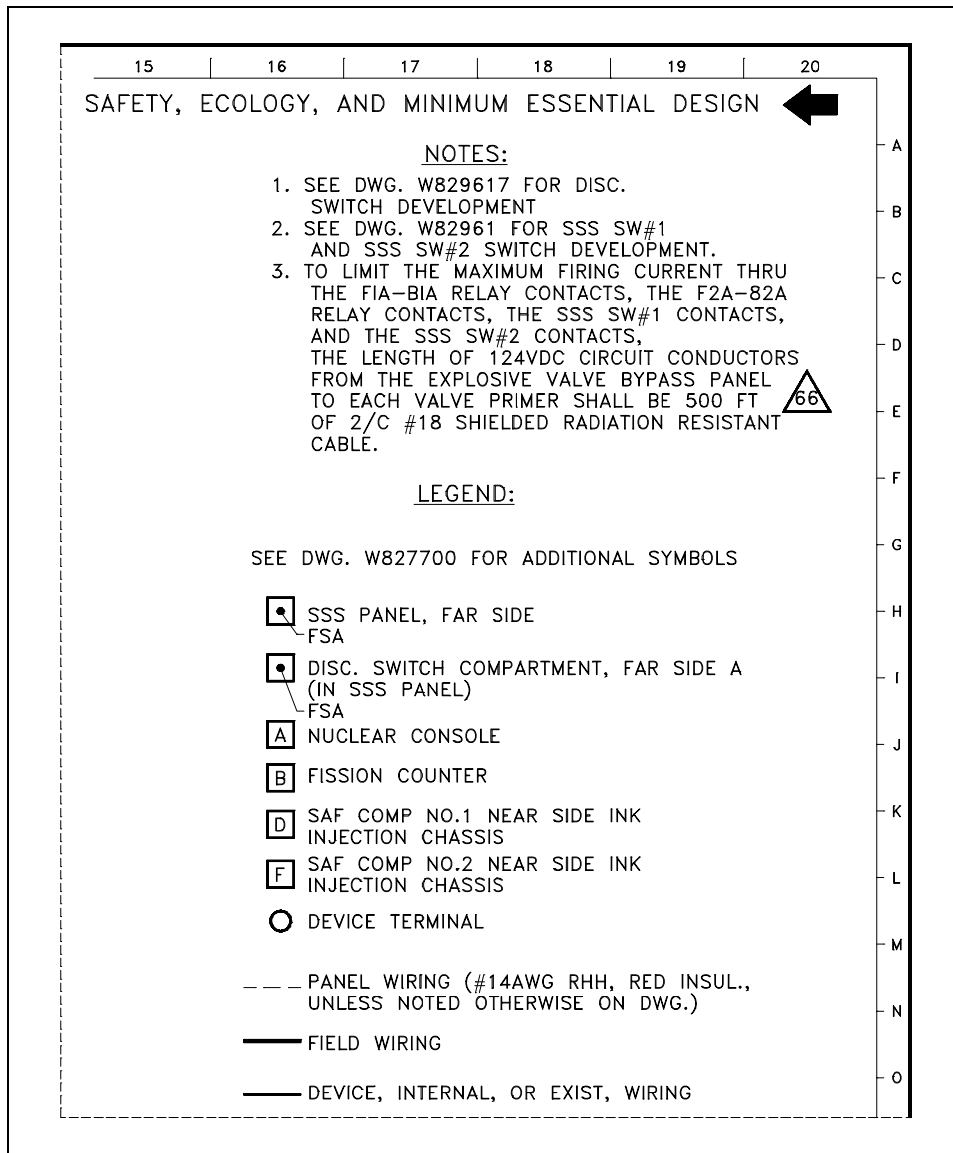 15 16 17 18 19 20
SAFETY, ECOLOGY, AND MINIMUM ESSENTIAL DESIGN
A
NOTES:
1. SEE DWG. W829617 FOR DISC.
B
SWITCH DEVELOPMENT
2. SEE DWG. W82961 FOR SSS SW#1
AND SSS SW#2 SWITCH DEVELOPMENT.
3. TO LIMIT THE MAXIMUM FIRING CURRENT THRU
C
THE FIA-BIA RELAY CONTACTS, THE F2A-82A
RELAY CONTACTS, THE SSS SW#1 CONTACTS,
AND THE SSS SW#2 CONTACTS,
D
THE LENGTH OF 124VDC CIRCUIT CONDUCTORS
FROM THE EXPLOSIVE VALVE BYPASS PANEL
TO EACH VALVE PRIMER SHALL BE 500 FT
66
E
OF 2/C #18 SHIELDED RADIATION RESISTANT
CABLE.
F
LEGEND:
G
SEE DWG. W827700 FOR ADDITIONAL SYMBOLS
H
SSS PANEL, FAR SIDE
FSA
DISC. SWITCH COMPARTMENT, FAR SIDE A
I
(IN SSS PANEL)
FSA
A NUCLEAR CONSOLE
J
B FISSION COUNTER
K
D SAF COMP NO.1 NEAR SIDE INK
INJECTION CHASSIS
F SAF COMP NO.2 NEAR SIDE INK
L
INJECTION CHASSIS
DEVICE TERMINAL
M
PANEL WIRING (#14AWG RHH, RED INSUL.,
UNLESS NOTED OTHERWISE ON DWG.)
N
FIELD WIRING
O
DEVICE, INTERNAL, OR EXIST, WIRING